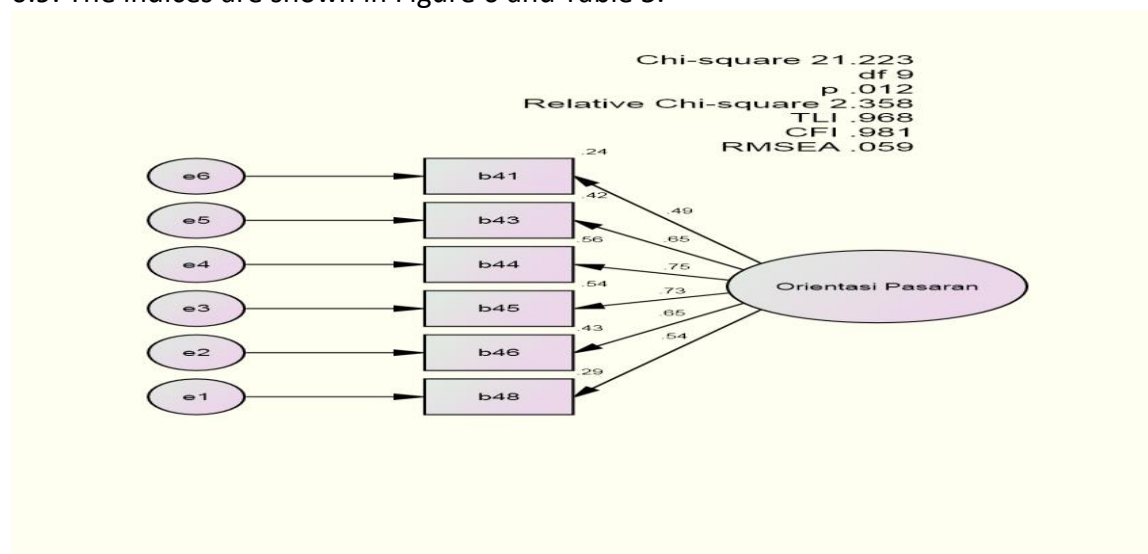 0.9. The indices are shown in Figure 6 and Table 5.
Chi-square 21.223
df 9
p .012
Relative Chi-square 2.358
TLI .968
CFI .981
RMSEA .059
.24
e6
b41
.42
.49
e5
b43
.56
.65
e4
b44
.75
Orientasi Pasaran
.54
e3
b45
.73
.43
e2
b46
.65
.29
.54
e1
b48